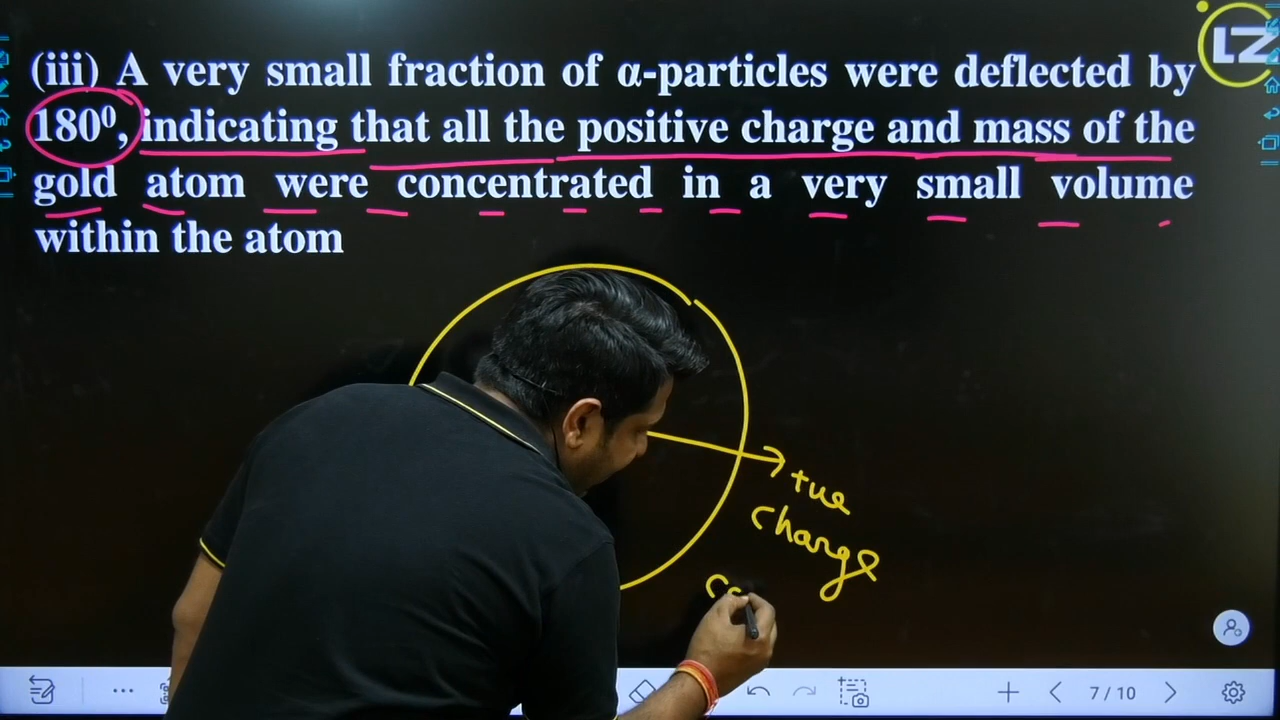 (iii) A very small fraction of α-particles were deflected by
180⁰, indicating that all the positive charge and mass of the
gold atom were concentrated in a very small volume
within the atom
+ve
charge
7/10